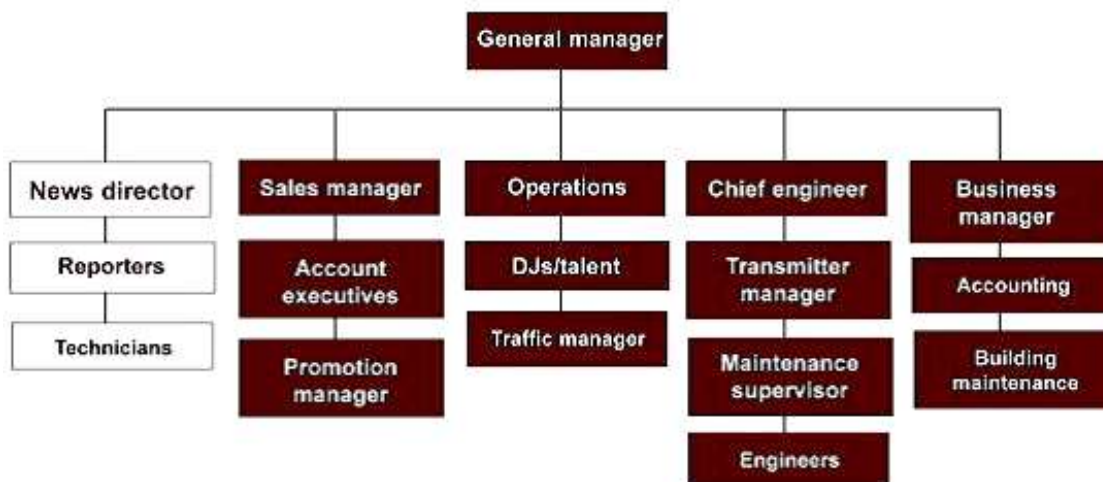 General manager
News director
Sales manager
Operations
Chief engineer
Business
manager
Reporters
Account
executives
DJs/talent
Transmitter
manager
Accounting
Technicians
Promotion
manager
Traffic manager
Maintenance
supervisor
Building
maintenance
Engineers